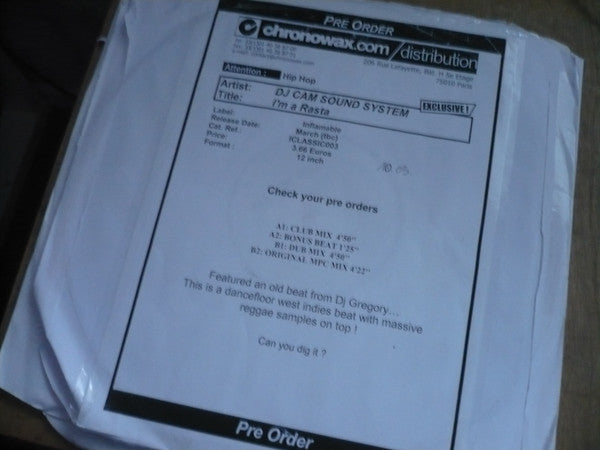 PRE ORDER
chronowax.com/distribution
205 Rue Lafayette, Bât. H 5e Etage
75010 Paris
Attention : Hip Hop
Artist: DJ CAM SOUND SYSTEM
Title: I'm a Rasta
EXCLUSIVE !
Label: Inflamable
Release Date: March (tbc)
Cat. Ref.: ICLASSIC003
Price: 3.66 Euros
Format : 12 inch
Check your pre orders
A1: CLUB MIX 4'50"
A2: BONUS BEAT 1'25"
B1: DUB MIX 4'50"
B2: ORIGINAL MPC MIX 4'22"
Featured an old beat from Dj Gregory...
This is a dancefloor west indies beat with massive
reggae samples on top !
Can you dig it ?
Pre Order